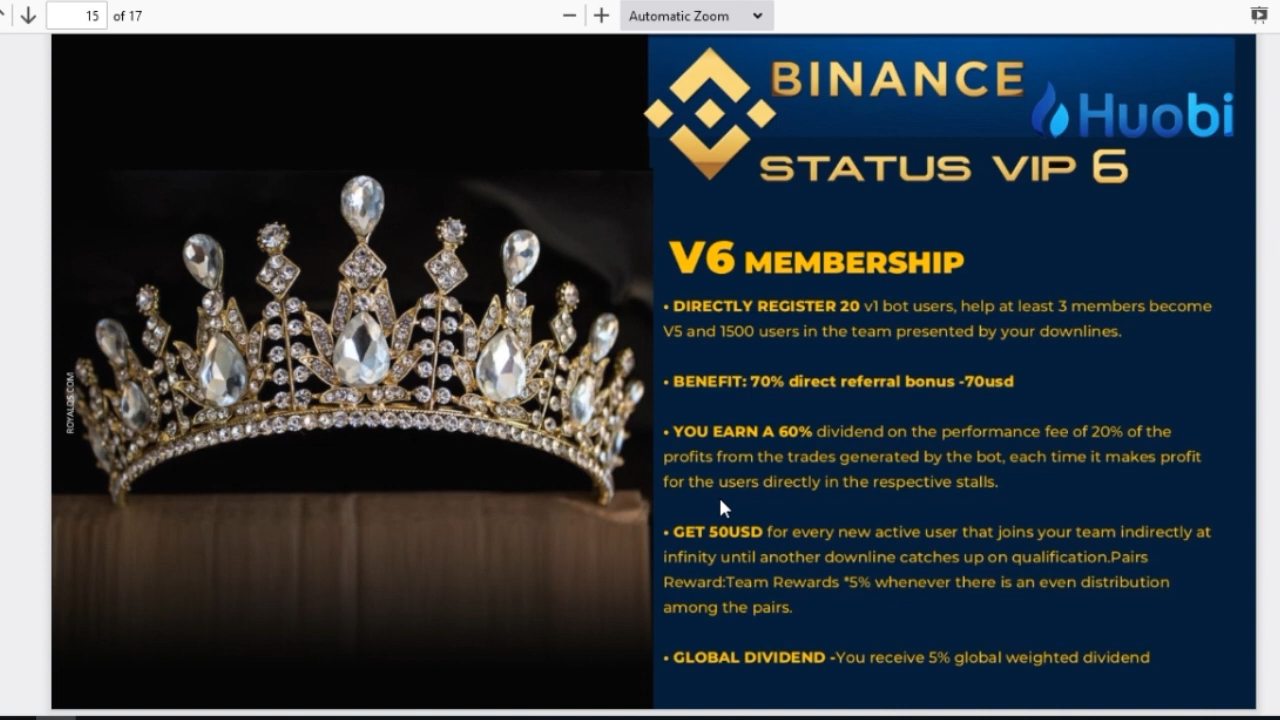 15 of 17
Automatic Zoom
BINANCE
Huobi
STATUS VIP 6
V6 MEMBERSHIP
• DIRECTLY REGISTER 20 v1 bot users, help at least 3 members become
V5 and 1500 users in the team presented by your downlines.
• BENEFIT: 70% direct referral bonus -70usd
• YOU EARN A 60% dividend on the performance fee of 20% of the
profits from the trades generated by the bot, each time it makes profit
for the users directly in the respective stalls.
• GET 50USD for every new active user that joins your team indirectly at
infinity until another downline catches up on qualification.Pairs
Reward:Team Rewards *5% whenever there is an even distribution
among the pairs.
• GLOBAL DIVIDEND -You receive 5% global weighted dividend
ROYALQS.COM